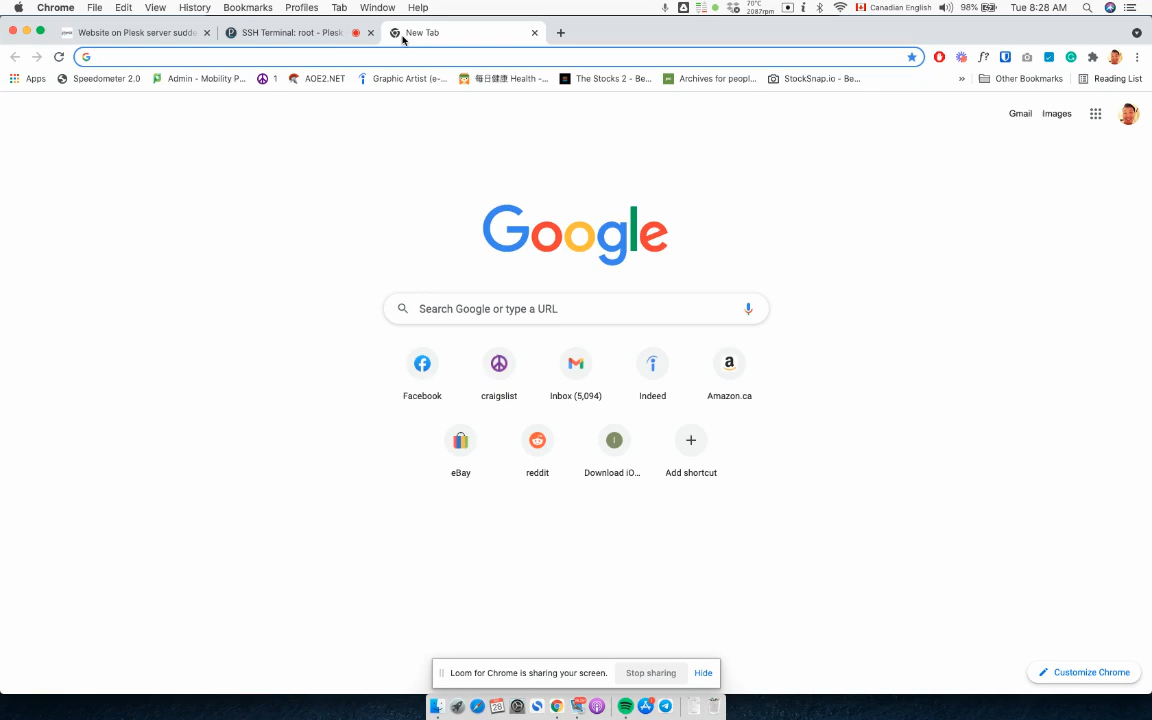 Chrome File Edit View History Bookmarks Profiles Tab Window Help 70°C 2087rpm Canadian English 98% Tue 8:28 AM
Website on Plesk server sudde SSH Terminal: root - Plesk New Tab
Apps Speedometer 2.0 Admin - Mobility P... 1 AOE2.NET Graphic Artist (e-... 每日健康 Health -... The Stocks 2 - Be... Archives for peopl... StockSnap.io - Be... » Other Bookmarks Reading List
Gmail Images
Google
Search Google or type a URL
Facebook craigslist Inbox (5,094) Indeed Amazon.ca
eBay reddit Download iO... Add shortcut
Loom for Chrome is sharing your screen. Stop sharing Hide
Customize Chrome